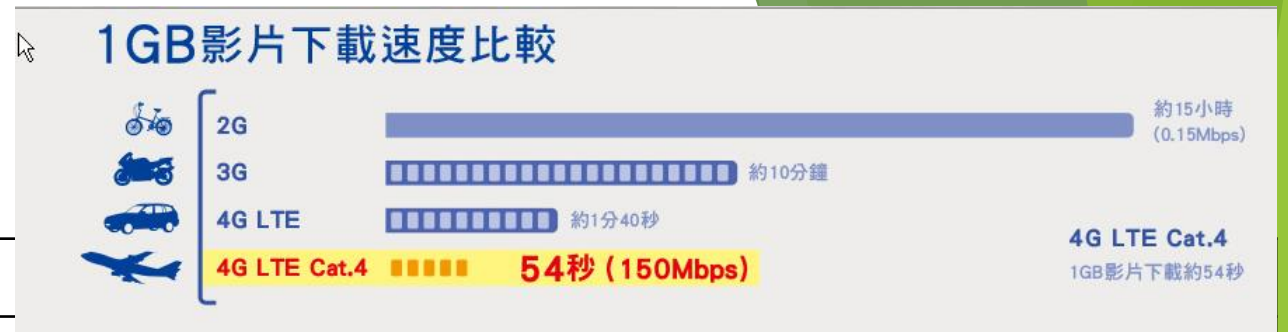 1GB影片下載速度比較
2G
約15小時
(0.15Mbps)
3G
約10分鐘
4G LTE
約1分40秒
4G LTE Cat.4
54秒 (150Mbps)
4G LTE Cat.4
1GB影片下載約54秒